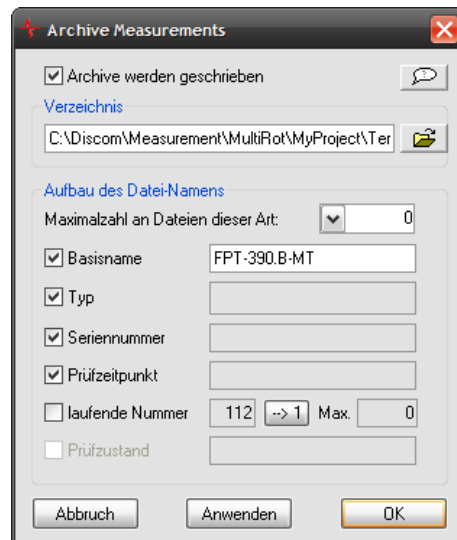 Archive Measurements
Archive werden geschrieben
Verzeichnis
C:\Discom\Measurement\MultiRot\MyProject\Ter
Aufbau des Datei-Namens
Maximalzahl an Dateien dieser Art: 0
Basisname FPT-390.B-MT
Typ
Seriennummer
Prüfzeitpunkt
laufende Nummer 112 --> 1 Max. 0
Prüfzustand
Abbruch Anwenden OK